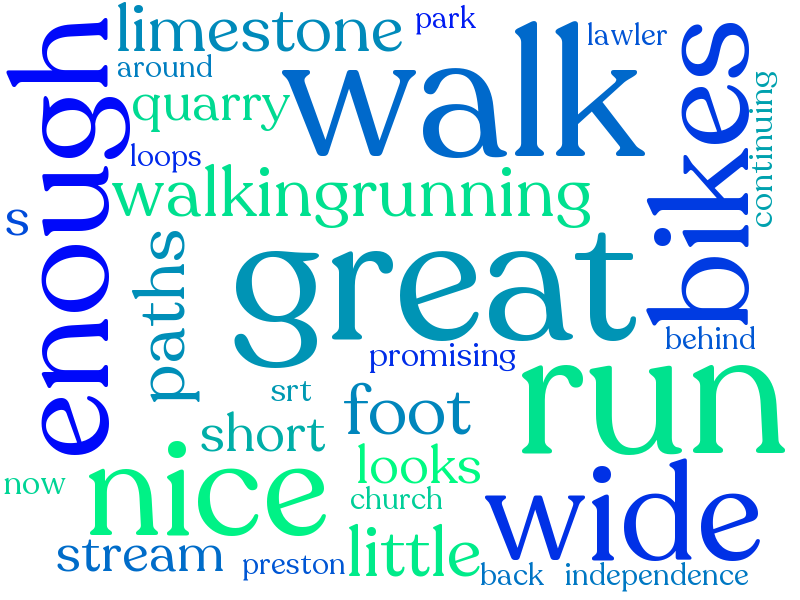 limestone
park
lawler
around
enough
walk
bikes
continuing
quarry
loops
walkingrunning
s
paths
great
behind
promising
srt
run
foot
short
looks
nice
now
church
wide
stream
preston
little
back
independence